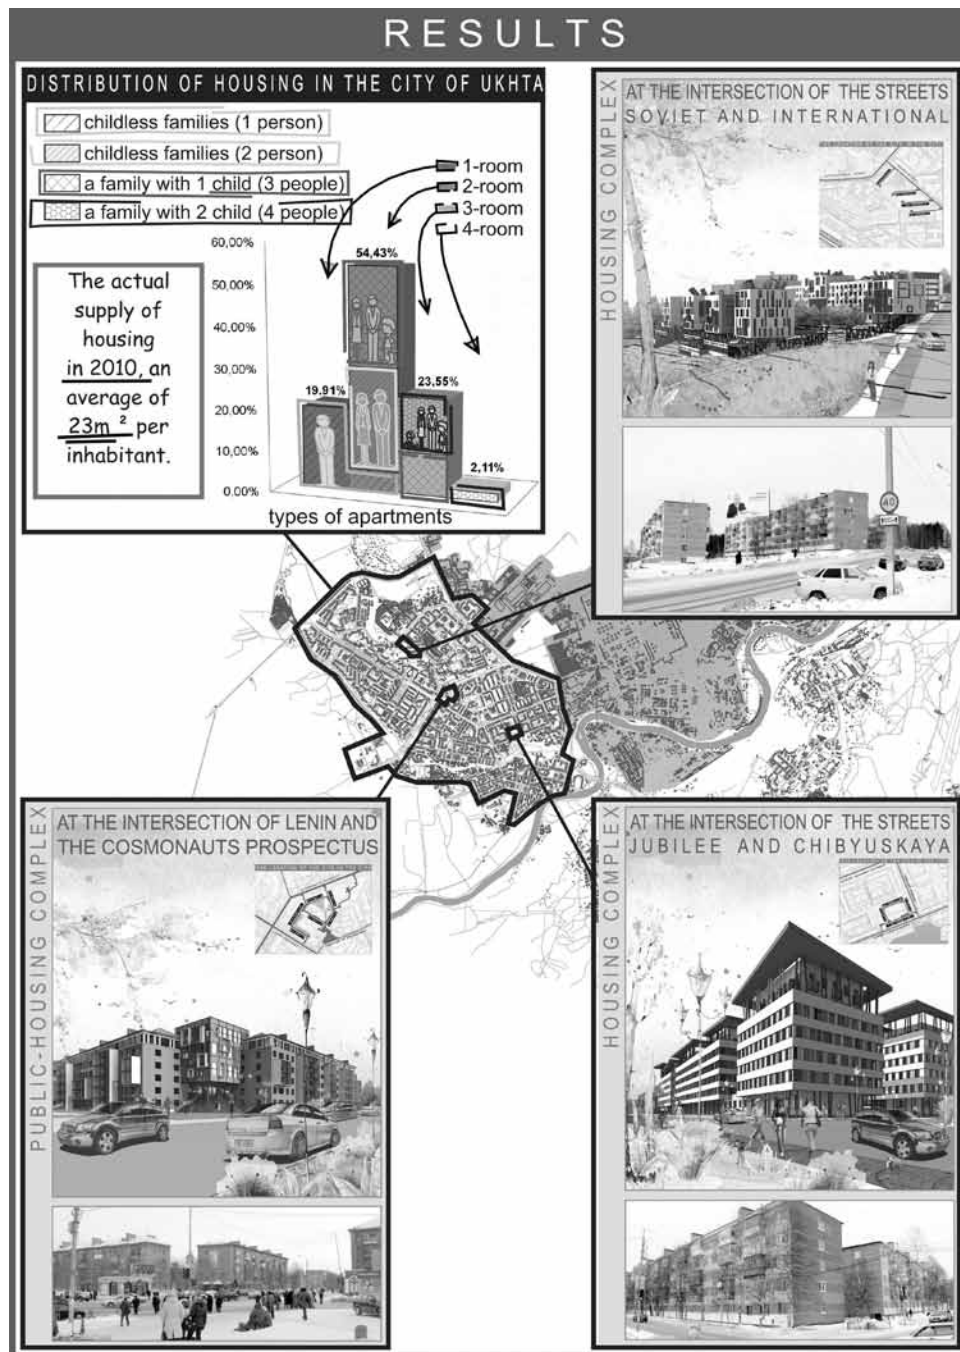 RESULTS
DISTRIBUTION OF HOUSING IN THE CITY OF UKHTA
childless families (1 person)
childless families (2 person)
a family with 1 child (3 people)
a family with 2 child (4 people)
1-room
2-room
3-room
4-room
The actual
supply of
housing
in 2010, an
average of
23m ² per
inhabitant.
60,00%
50,00%
40,00%
30,00%
20,00%
10,00%
0.00%
19,91%
54,43%
23,55%
2,11%
types of apartments
HOUSING COMPLEX
AT THE INTERSECTION OF THE STREETS
SOVIET AND INTERNATIONAL
40
PUBLIC-HOUSING COMPLEX
AT THE INTERSECTION OF LENIN AND
THE COSMONAUTS PROSPECTUS
HOUSING COMPLEX
AT THE INTERSECTION OF THE STREETS
JUBILEE AND CHIBYUSKAYA